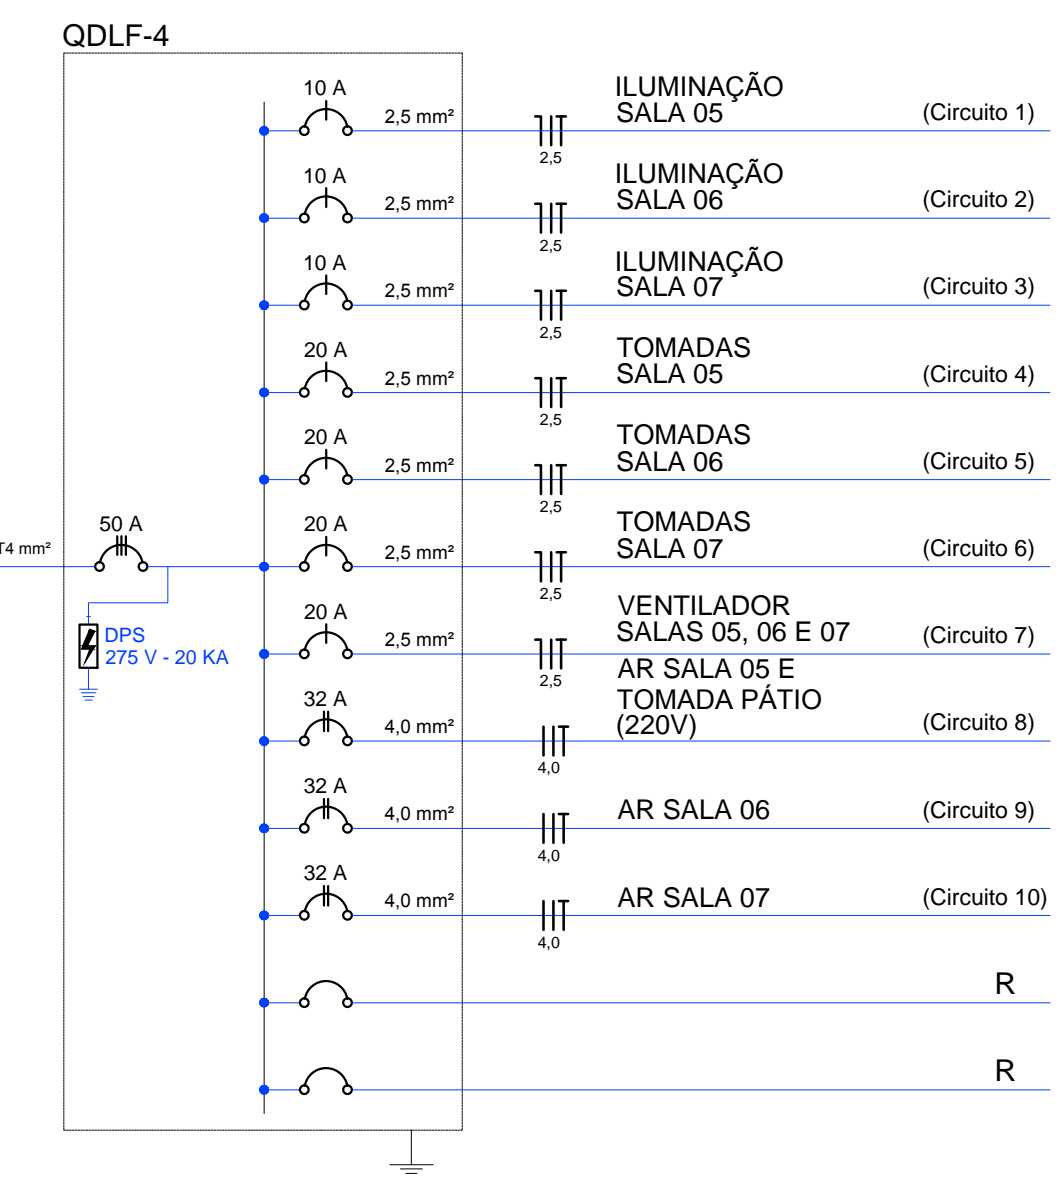 QDLF-4
10 A
2,5 mm²
2,5
ILUMINAÇÃO
SALA 05
(Circuito 1)
10 A
2,5 mm²
2,5
ILUMINAÇÃO
SALA 06
(Circuito 2)
10 A
2,5 mm²
2,5
ILUMINAÇÃO
SALA 07
(Circuito 3)
20 A
2,5 mm²
2,5
TOMADAS
SALA 05
(Circuito 4)
20 A
2,5 mm²
2,5
TOMADAS
SALA 06
(Circuito 5)
T4 mm²
50 A
DPS
275 V - 20 KA
20 A
2,5 mm²
2,5
TOMADAS
SALA 07
(Circuito 6)
20 A
2,5 mm²
2,5
VENTILADOR
SALAS 05, 06 E 07
(Circuito 7)
32 A
4,0 mm²
4,0
AR SALA 05 E
TOMADA PÁTIO
(220V)
(Circuito 8)
32 A
4,0 mm²
4,0
AR SALA 06
(Circuito 9)
32 A
4,0 mm²
4,0
AR SALA 07
(Circuito 10)
R
R